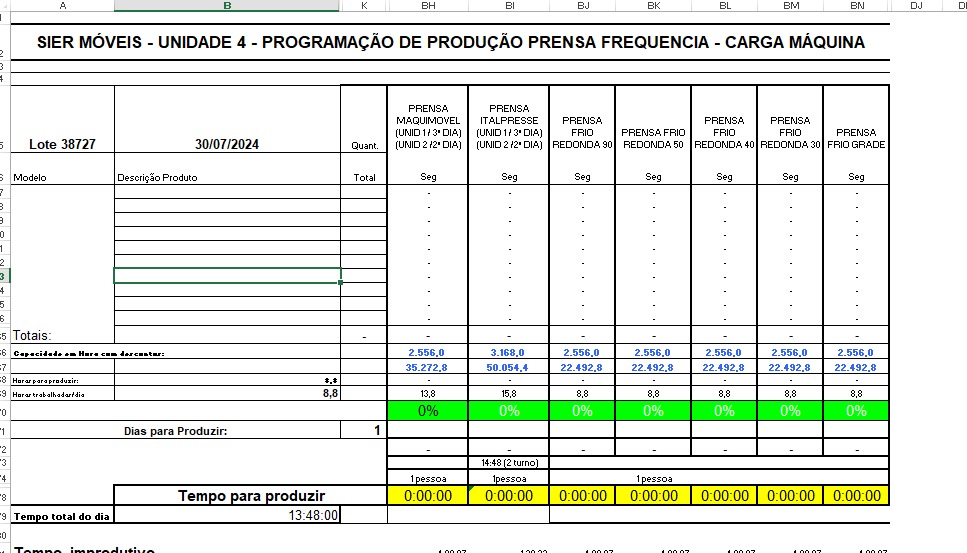 A B K BH BI BJ BK BL BM BN DJ
SIER MÓVEIS - UNIDADE 4 - PROGRAMAÇÃO DE PRODUÇÃO PRENSA FREQUENCIA - CARGA MÁQUINA
Lote 38727 30/07/2024 Quant. PRENSA MAQUIMOVEL (UNID 1/ 3ª DIA) (UNID 2 /2ª DIA) PRENSA ITALPRESSE (UNID 1/ 3ª DIA) (UNID 2 /2ª DIA) PRENSA FRIO REDONDA 90 PRENSA FRIO REDONDA 50 PRENSA FRIO REDONDA 40 PRENSA FRIO REDONDA 30 PRENSA FRIO GRADE
Modelo Descrição Produto Total Seg Seg Seg Seg Seg Seg Seg
- - - - - - -
- - - - - - -
- - - - - - -
- - - - - - -
- - - - - - -
- - - - - - -
- - - - - - -
- - - - - - -
- - - - - - -
- - - - - - -
Totais: - - - - - - - -
Capacidade em Hora com descontos: 2.556,0 3.168,0 2.556,0 2.556,0 2.556,0 2.556,0 2.556,0
35.272,8 50.054,4 22.492,8 22.492,8 22.492,8 22.492,8 22.492,8
Horas para produzir: 8,8 - - - - - - -
Horas trabalhadas/dia 8,8 13,8 15,8 8,8 8,8 8,8 8,8 8,8
0% 0% 0% 0% 0% 0% 0%
Dias para Produzir: 1
- - - - - - -
14:48 (2 turno)
1pessoa 1pessoa 1pessoa
Tempo para produzir 0:00:00 0:00:00 0:00:00 0:00:00 0:00:00 0:00:00 0:00:00
Tempo total do dia 13:48:00
Tempo improdutivo